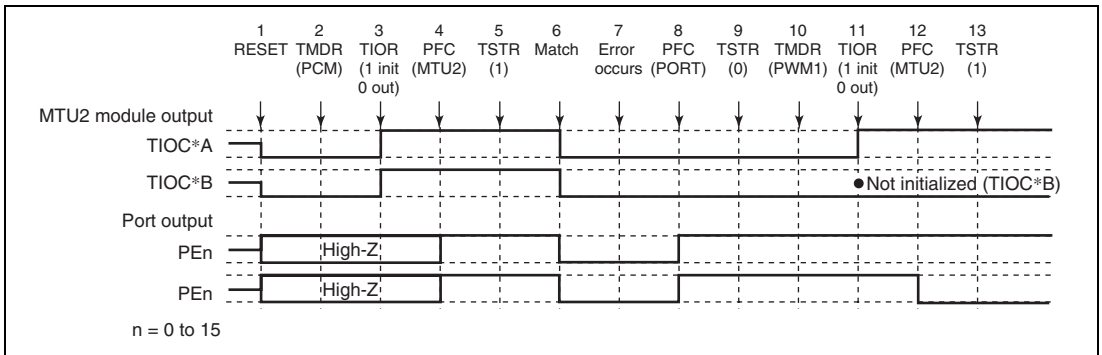 1 2 3 4 5 6 7 8 9 10 11 12 13
RESET TMDR TIOR PFC TSTR Match Error PFC TSTR TMDR TIOR PFC TSTR
(PCM) (1 init (MTU2) (1) occurs (PORT) (0) (PWM1) (1 init (MTU2) (1)
0 out) 0 out)
MTU2 module output
TIOC*A
TIOC*B ●Not initialized (TIOC*B)
Port output
PEn High-Z
PEn High-Z
n = 0 to 15